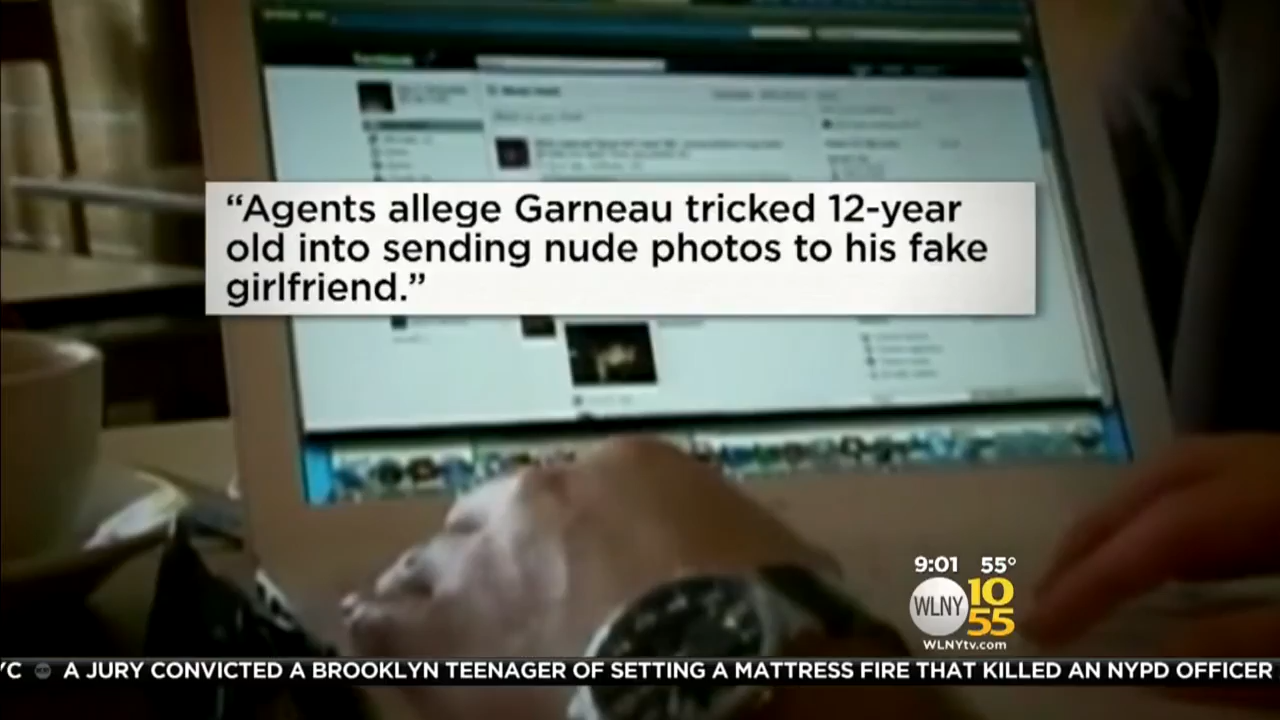 “Agents allege Garneau tricked 12-year
old into sending nude photos to his fake
girlfriend.”
9:01 55°
WLNY 10
55
WLNYtv.com
YC A JURY CONVICTED A BROOKLYN TEENAGER OF SETTING A MATTRESS FIRE THAT KILLED AN NYPD OFFICER